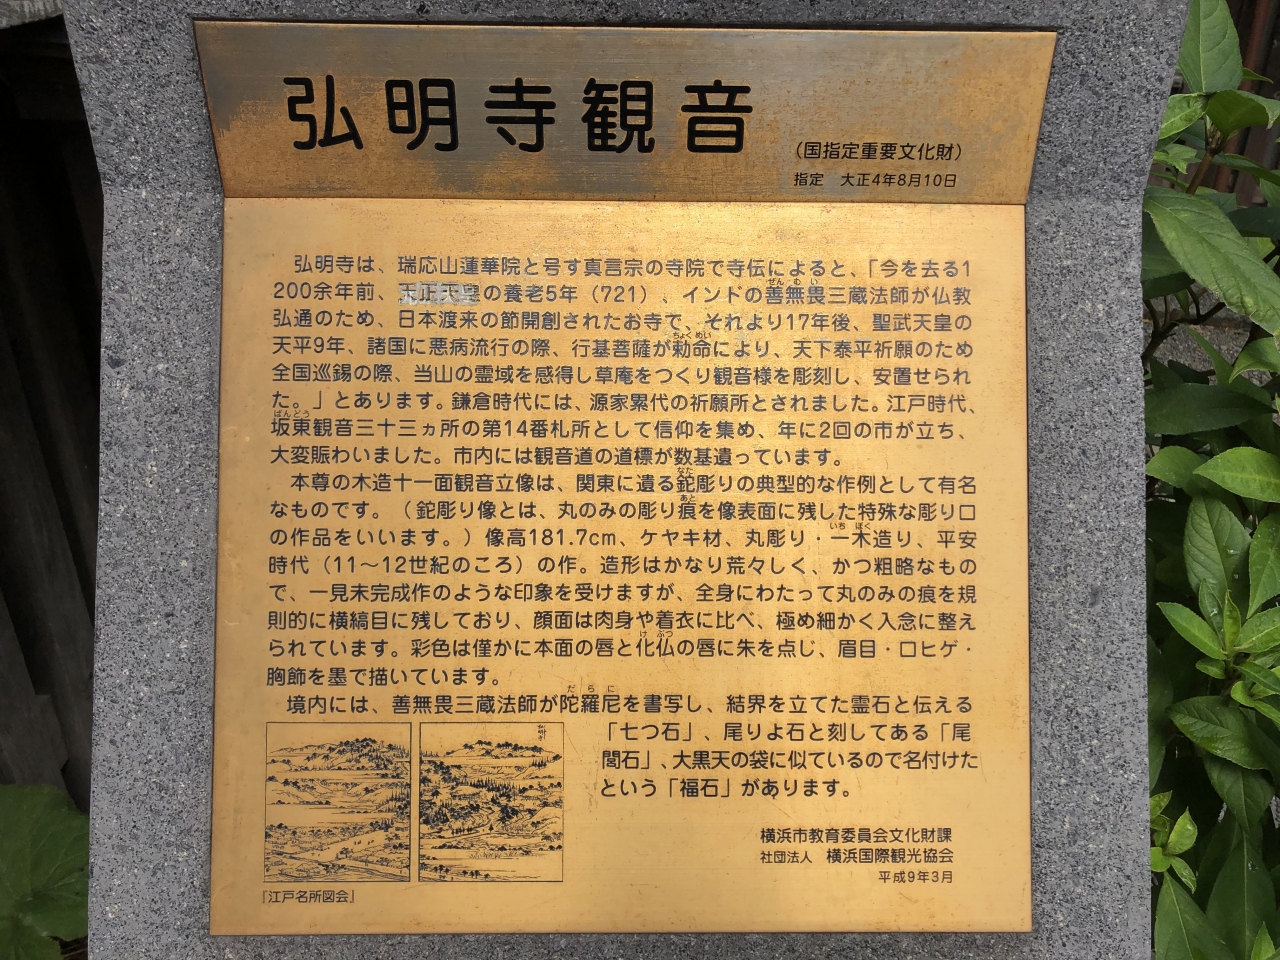 弘明寺観音
（国指定重要文化財）
指定　大正4年8月10日
弘明寺は、瑞応山蓮華院と号す真言宗の寺院で寺伝によると、「今を去る1
200余年前、元正天皇の養老5年（721）、インドの善無畏三蔵法師が仏教
ぜんむい
弘通のため、日本渡来の節開創されたお寺で、それより17年後、聖武天皇の
天平9年、諸国に悪病流行の際、行基菩薩が勅命により、天下泰平祈願のため
ちょくめい
全国巡錫の際、当山の霊域を感得し草庵をつくり観音様を彫刻し、安置せられ
た。」とあります。鎌倉時代には、源家累代の祈願所とされました。江戸時代、
坂東観音三十三ヵ所の第14番札所として信仰を集め、年に2回の市が立ち、
ばんどう
大変賑わいました。市内には観音道の道標が数基遺っています。
本尊の木造十一面観音立像は、関東に遺る鉈彫りの典型的な作例として有名
なた
なものです。（鉈彫り像とは、丸のみの彫り痕を像表面に残した特殊な彫り口
あと
の作品をいいます。）像高181.7cm、ケヤキ材、丸彫り・一木造り、平安
いちぼく
時代（11〜12世紀のころ）の作。造形はかなり荒々しく、かつ粗略なもの
で、一見未完成作のような印象を受けますが、全身にわたって丸のみの痕を規
則的に横縞目に残しており、顔面は肉身や着衣に比べ、極め細かく入念に整え
られています。彩色は僅かに本面の唇と化仏の唇に朱を点じ、眉目・口ヒゲ・
けぶつ
胸飾を墨で描いています。
境内には、善無畏三蔵法師が陀羅尼を書写し、結界を立てた霊石と伝える
だらに
「七つ石」、尾りよ石と刻してある「尾
閭石」、大黒天の袋に似ているので名付けた
という「福石」があります。
『江戸名所図会』
横浜市教育委員会文化財課
社団法人　横浜国際観光協会
平成9年3月